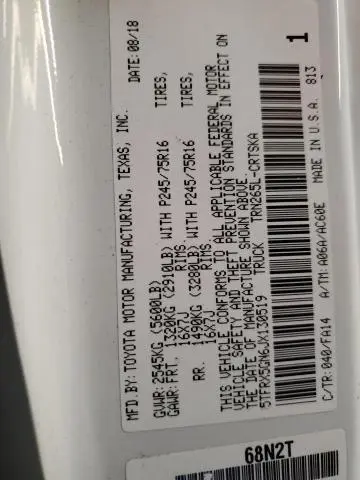 MFD. BY: TOYOTA MOTOR MANUFACTURING, TEXAS, INC. DATE: 08/18
GVWR: 2545KG (5600LB)
GAWR: FRT. 1320KG (2910LB) WITH P245/75R16 TIRES,
16X7J RIMS.
RR. 1490KG (3280LB) WITH P245/75R16 TIRES,
16X7J RIMS.
THIS VEHICLE CONFORMS TO ALL APPLICABLE FEDERAL MOTOR
VEHICLE SAFETY AND THEFT PREVENTION STANDARDS IN EFFECT ON
THE DATE OF MANUFACTURE SHOWN ABOVE.
5TFRX5GN6JX130519 TRUCK TRN265L-CRTSKA
1
C/TR: 040/FA14 A/TM: A06A/AC60E MADE IN U.S.A. 813
68N2T